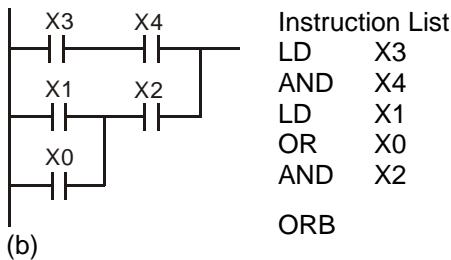 X3 X4
X1 X2
X0
(b)
Instruction List
LD X3
AND X4
LD X1
OR X0
AND X2
ORB